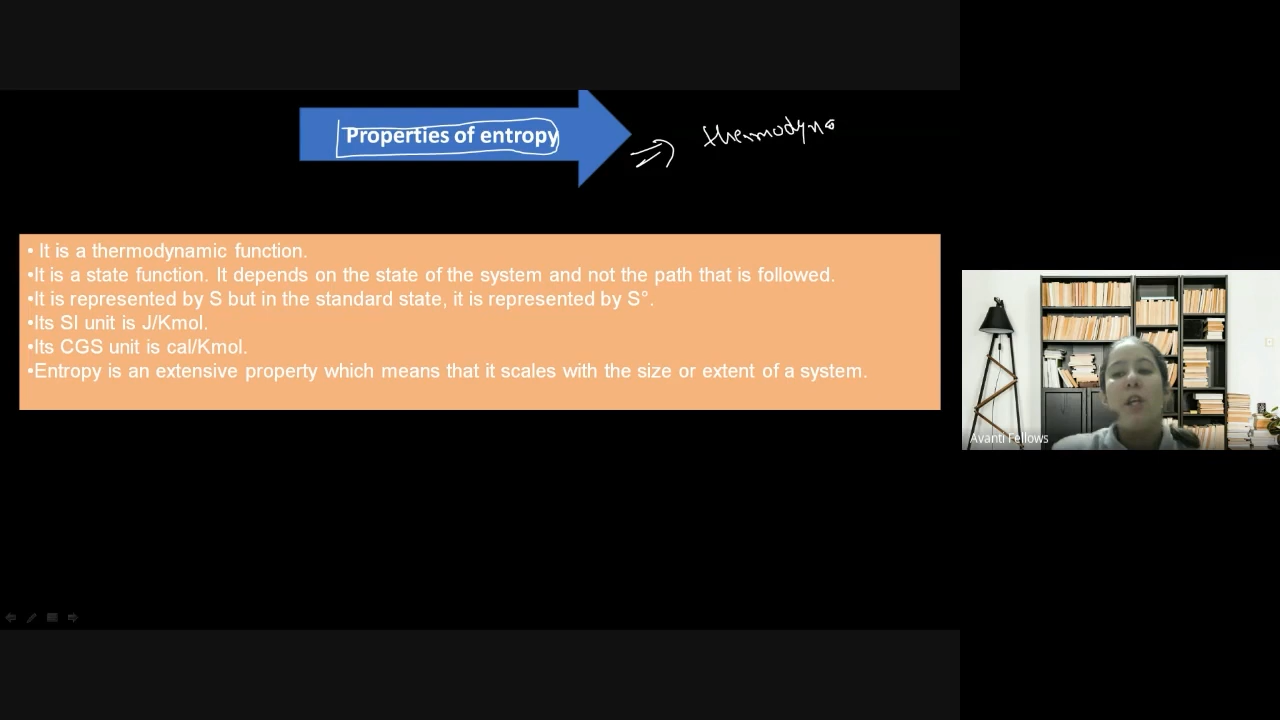 Properties of entropy
thermodyna
• It is a thermodynamic function.
•It is a state function. It depends on the state of the system and not the path that is followed.
•It is represented by S but in the standard state, it is represented by S°.
•Its SI unit is J/Kmol.
•Its CGS unit is cal/Kmol.
•Entropy is an extensive property which means that it scales with the size or extent of a system.
Avanti Fellows